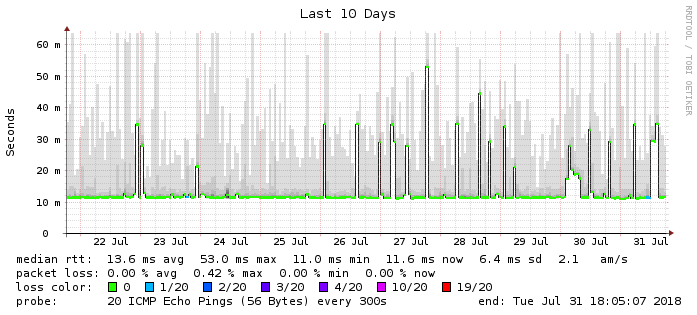 Last 10 Days
RRDTOOL / TOBI OETIKER
Seconds
60 m
50 m
40 m
30 m
20 m
10 m
0
22 Jul 23 Jul 24 Jul 25 Jul 26 Jul 27 Jul 28 Jul 29 Jul 30 Jul 31 Jul
median rtt: 13.6 ms avg 53.0 ms max 11.0 ms min 11.6 ms now 6.4 ms sd 2.1 am/s
packet loss: 0.00 % avg 0.42 % max 0.00 % min 0.00 % now
loss color: 0 1/20 2/20 3/20 4/20 10/20 19/20
probe: 20 ICMP Echo Pings (56 Bytes) every 300s end: Tue Jul 31 18:05:07 2018